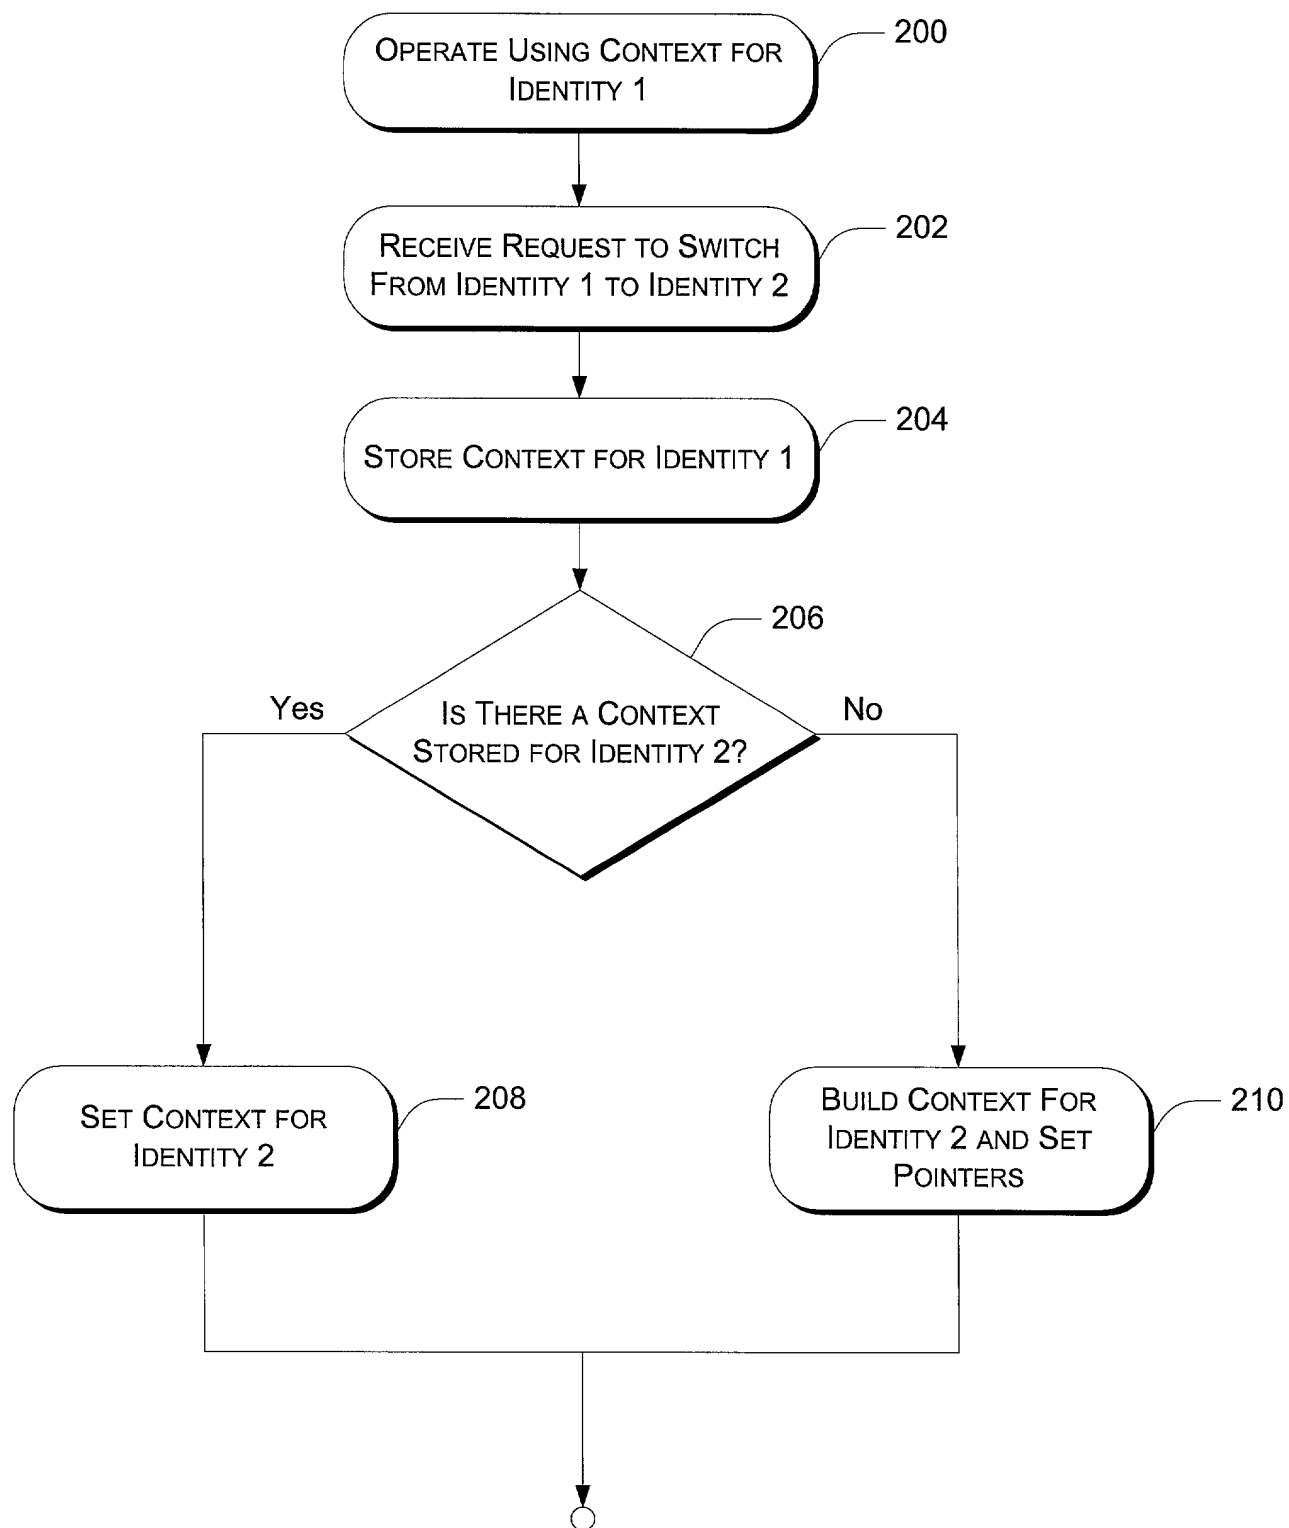 OPERATE USING CONTEXT FOR
IDENTITY 1
200
RECEIVE REQUEST TO SWITCH
FROM IDENTITY 1 TO IDENTITY 2
202
STORE CONTEXT FOR IDENTITY 1
204
206
Yes
IS THERE A CONTEXT
STORED FOR IDENTITY 2?
No
SET CONTEXT FOR
IDENTITY 2
208
BUILD CONTEXT FOR
IDENTITY 2 AND SET
POINTERS
210